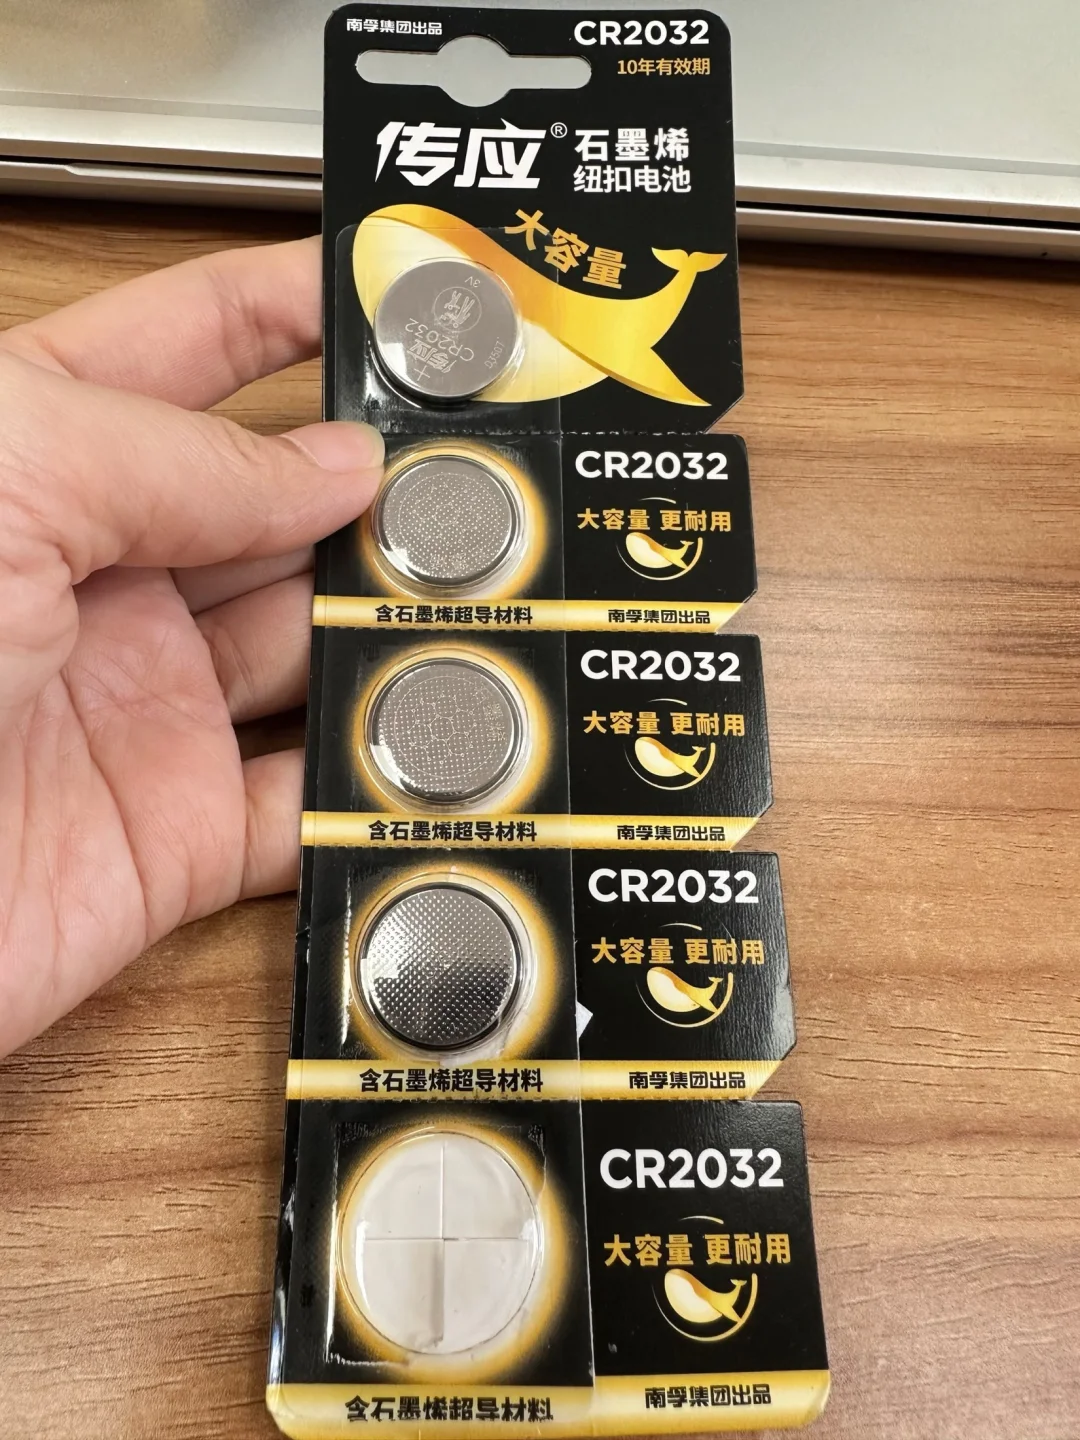 南孚集团出品
CR2032
10年有效期
传应®
石墨烯
纽扣电池
大容量
3V
CR2032
传应
+
CR2032
大容量 更耐用
含石墨烯超导材料
南孚集团出品
CR2032
大容量 更耐用
含石墨烯超导材料
南孚集团出品
CR2032
大容量 更耐用
含石墨烯超导材料
南孚集团出品
CR2032
大容量 更耐用
含石墨烯超导材料
南孚集团出品